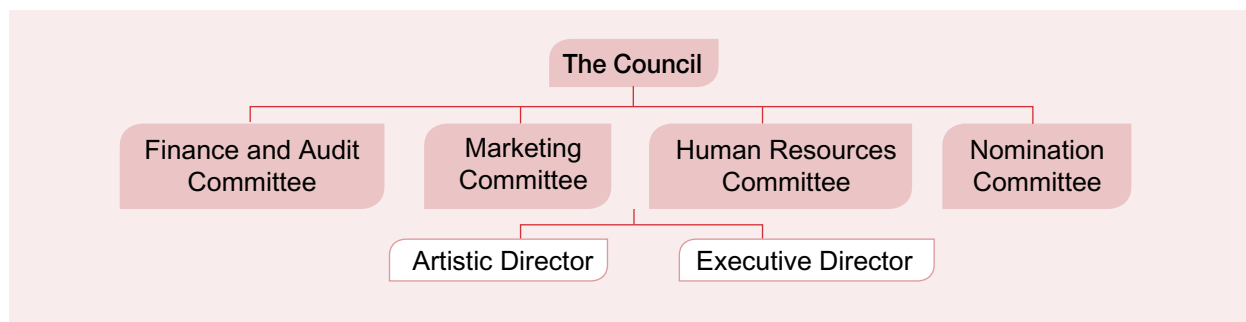 The Council
Finance and Audit
Committee
Marketing
Committee
Human Resources
Committee
Nomination
Committee
Artistic Director
Executive Director